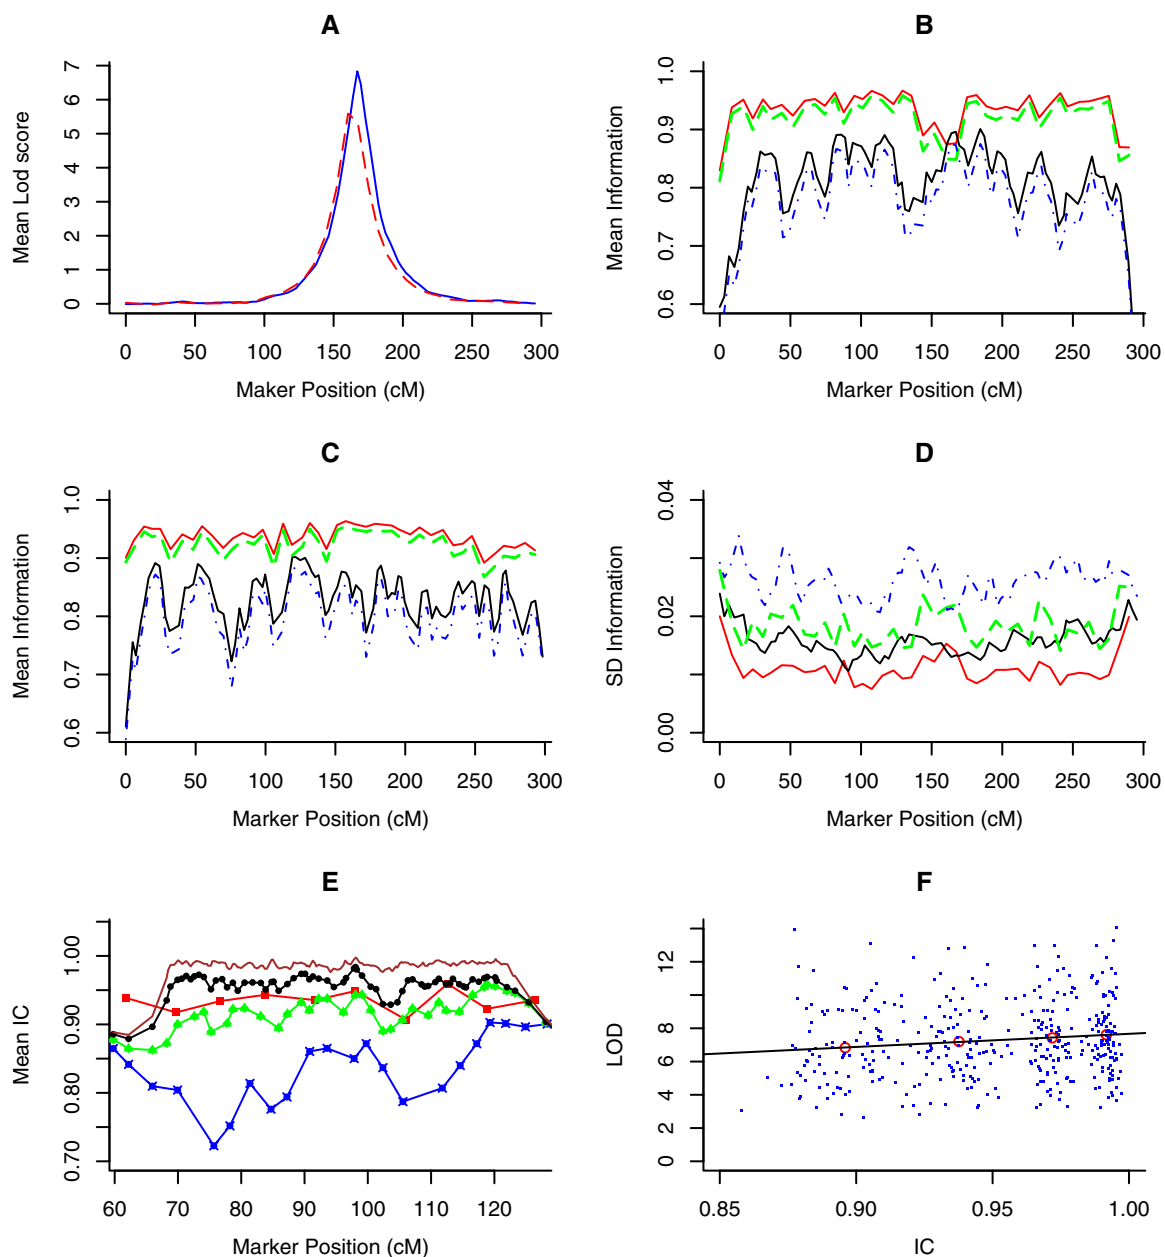 A
Mean Lod score
0 1 2 3 4 5 6 7
0 50 100 150 200 250 300
Maker Position (cM)
B
Mean Information
0.6 0.7 0.8 0.9 1.0
0 50 100 150 200 250 300
Marker Position (cM)
C
Mean Information
0.6 0.7 0.8 0.9 1.0
0 50 100 150 200 250 300
Marker Position (cM)
D
SD Information
0.00 0.02 0.04
0 50 100 150 200 250 300
Marker Position (cM)
E
Mean IC
0.70 0.80 0.90 1.00
60 70 80 90 100 120
Marker Position (cM)
F
LOD
0 2 4 6 8 12
0.85 0.90 0.95 1.00
IC